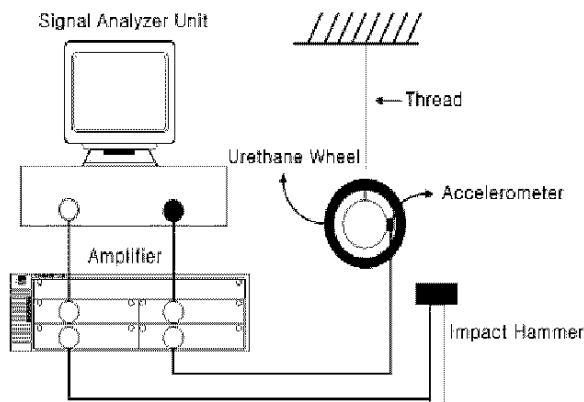 Signal Analyzer Unit
Thread
Urethane Wheel
Accelerometer
Amplifier
Impact Hammer